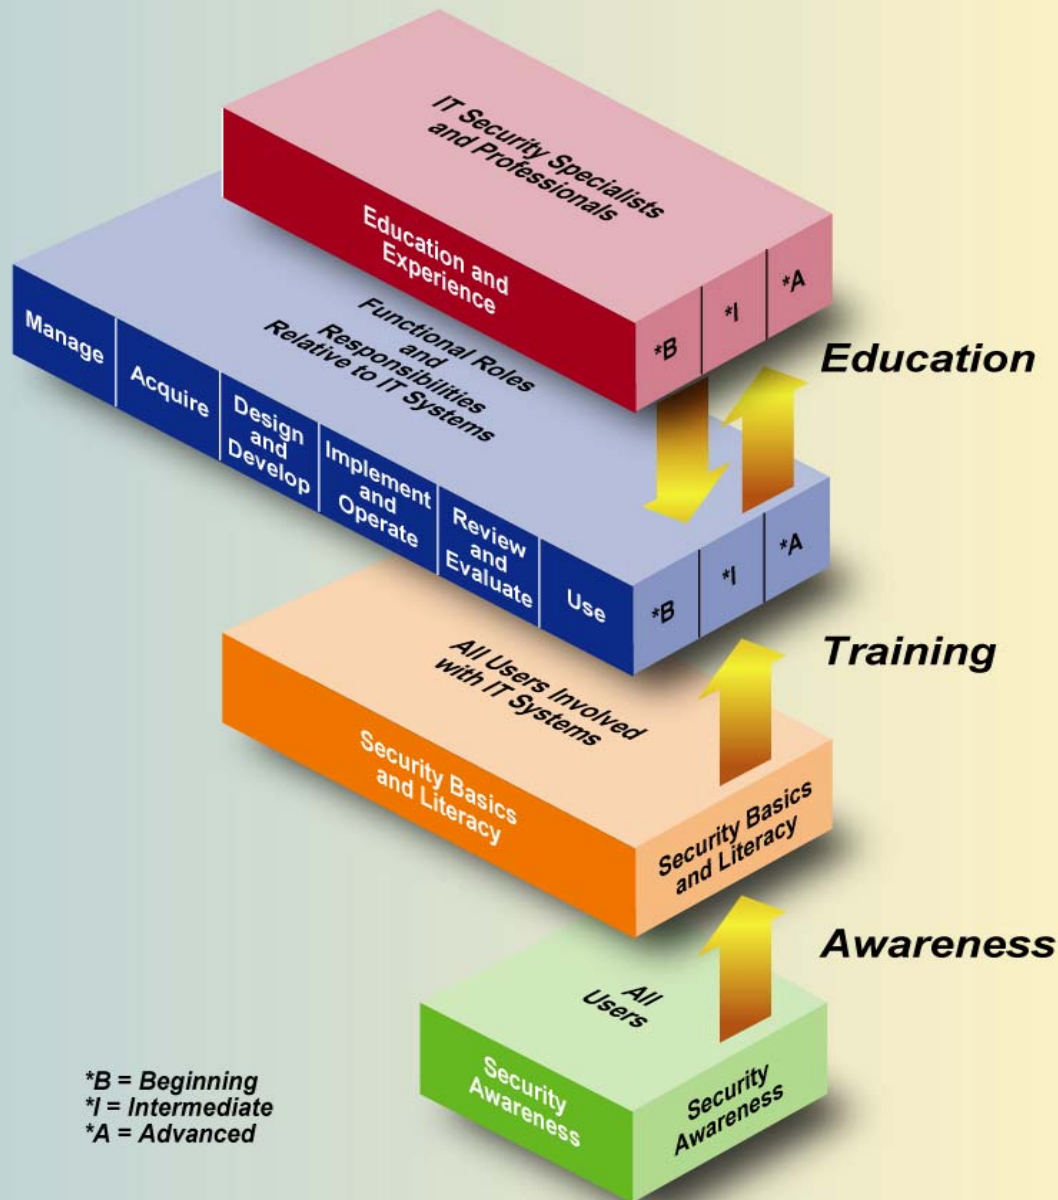 IT Security Specialists
and Professionals
Education and
Experience
*B
*I
*A
Education
Functional Roles
and
Responsibilities
Relative to IT Systems
Manage
Acquire
Design
and
Develop
Implement
and
Operate
Review
and
Evaluate
Use
*B
*I
*A
Training
All Users Involved
with IT Systems
Security Basics
and Literacy
Security Basics
and Literacy
Awareness
All
Users
Security
Awareness
Security
Awareness
*B = Beginning
*I = Intermediate
*A = Advanced